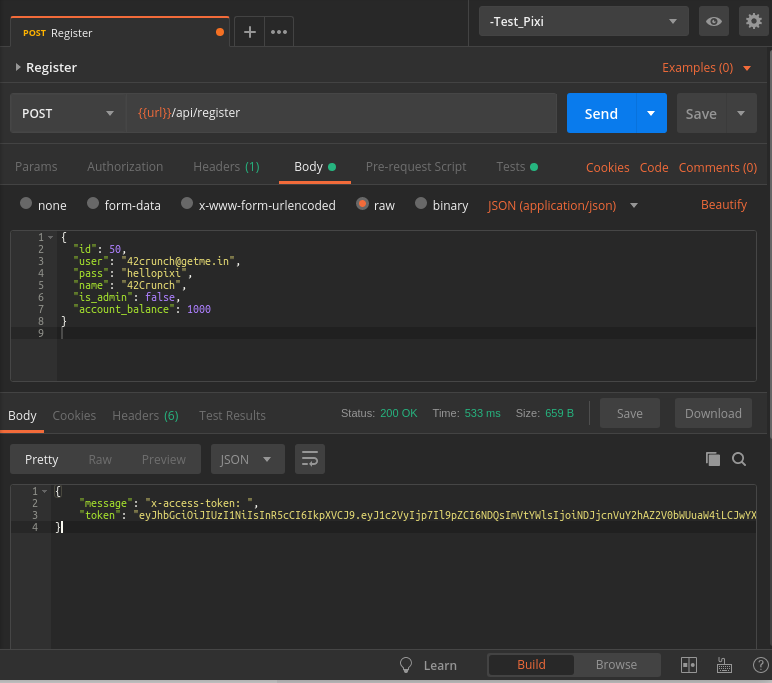 POST Register
-Test_Pixi
Register
Examples (0)
POST
{{url}}/api/register
Send
Save
Params
Authorization
Headers (1)
Body
Pre-request Script
Tests
Cookies
Code
Comments (0)
none
form-data
x-www-form-urlencoded
raw
binary
JSON (application/json)
Beautify
1 {
2 "id": 50,
3 "user": "42crunch@getme.in",
4 "pass": "hellopixi",
5 "name": "42Crunch",
6 "is_admin": false,
7 "account_balance": 1000
8 }
9
Body
Cookies
Headers (6)
Test Results
Status: 200 OK
Time: 533 ms
Size: 659 B
Save
Download
Pretty
Raw
Preview
JSON
1 {
2 "message": "x-access-token: ",
3 "token": "eyJhbGciOiJIUzI1NiIsInR5cCI6IkpXVCJ9.eyJ1c2VyIjp7Il9pZCI6NDQsImVtYWlsIjoiNDJjcnVuY2hAZ2V0bWUuaW4iLCJwYX
4 }
Learn
Build
Browse